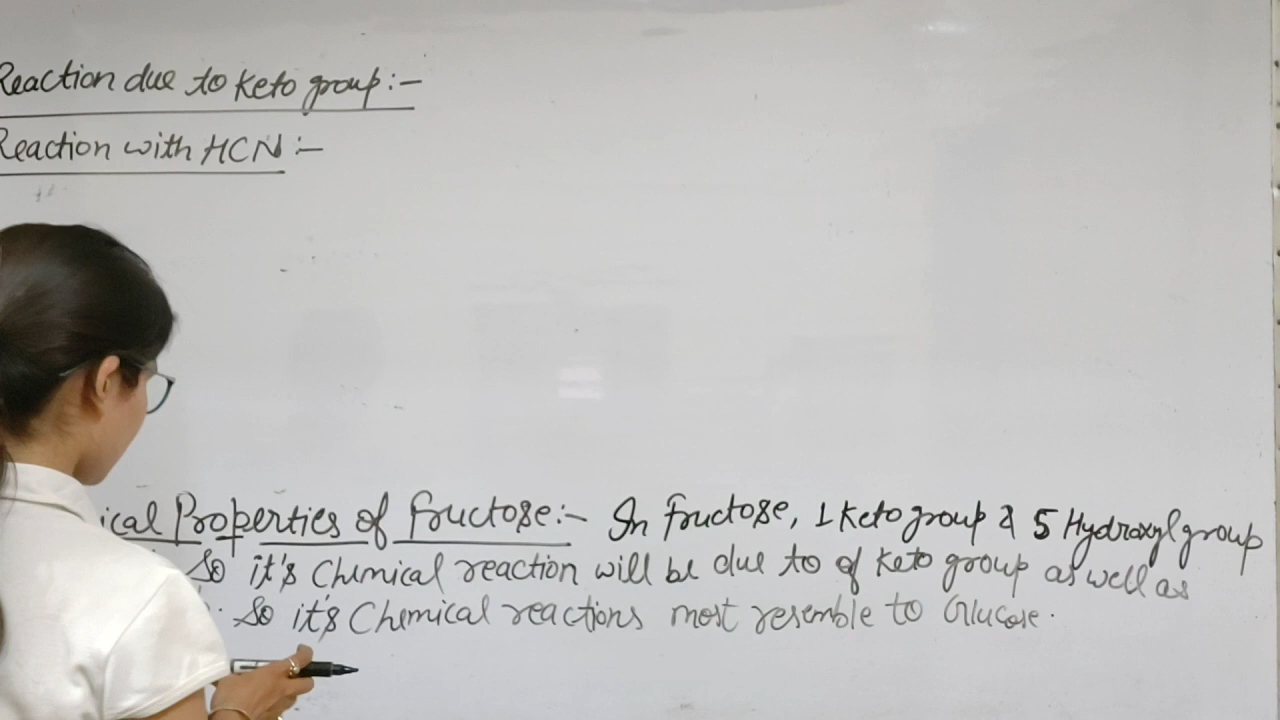 Reaction due to Keto group:-
Reaction with HCN:-
ical Properties of fructose:- In fructose, 1 Keto group & 5 Hydroxyl group
So it's Chemical reaction will be due to of Keto group as well as
So it's Chemical reactions most resemble to Glucose.